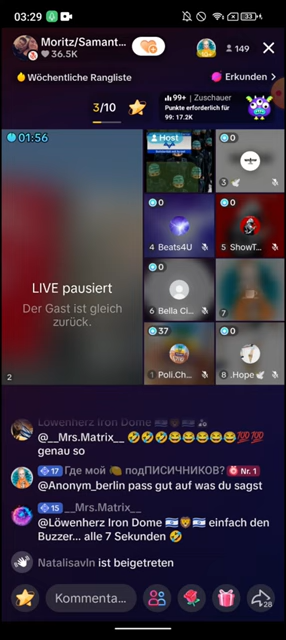 03:29
Moritz/Samant...
36.5K
149
Wöchentliche Rangliste
Erkunden >
3/10
99+ | Zuschauer
Punkte erforderlich für
99: 17.2K
01:56
Host
0
3
LIVE pausiert
Der Gast ist gleich
zurück.
2
0
4 Beats4U
0
5 ShowT...
0
6 Bella Ci...
7
37
1 Poli.Ch...
0
8 .Hope
Löwenherz Iron Dome
@__Mrs.Matrix__ 🤣🤣🤣😂😂😂😂💯💯
genau so
17 Где мой 🍋 подПИСИЧНИКОВ? Nr. 1
@Anonym_berlin pass gut auf was du sagst
15 __Mrs.Matrix__
@Löwenherz Iron Dome 🇮🇱🦁🇮🇱 einfach den
Buzzer... alle 7 Sekunden 🤣
Natalisavln ist beigetreten
Kommenta...
28